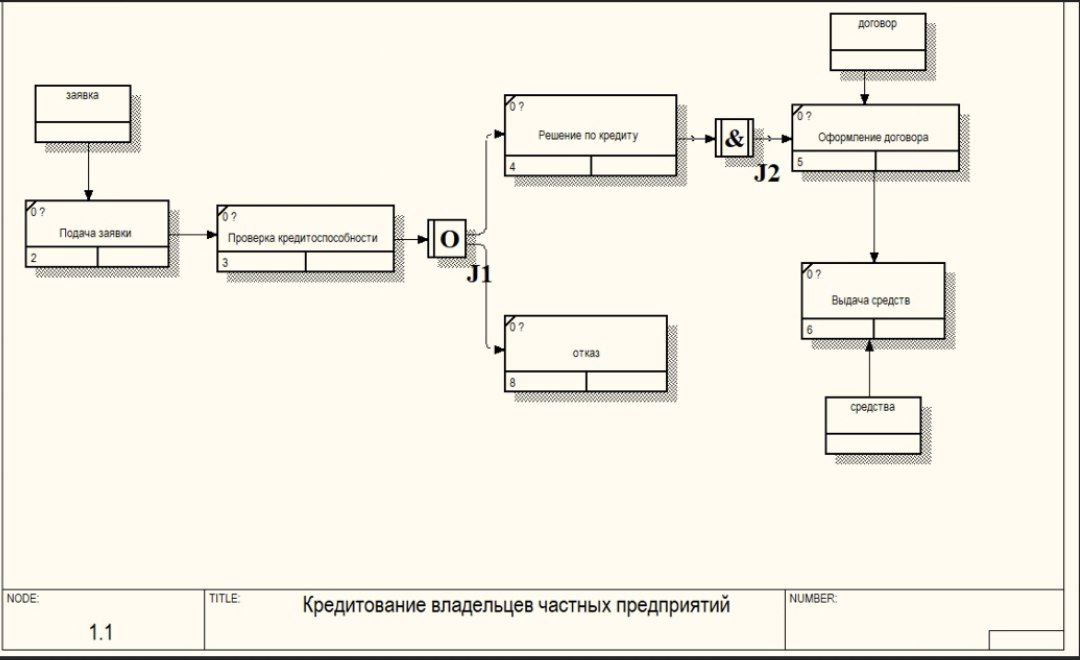 договор
заявка
0 ?
Решение по кредиту
4
&
J2
0 ?
Оформление договора
5
0 ?
Подача заявки
2
0 ?
Проверка кредитоспособности
3
O
J1
0 ?
Выдача средств
6
0 ?
отказ
8
средства
NODE:
1.1
TITLE:
Кредитование владельцев частных предприятий
NUMBER: